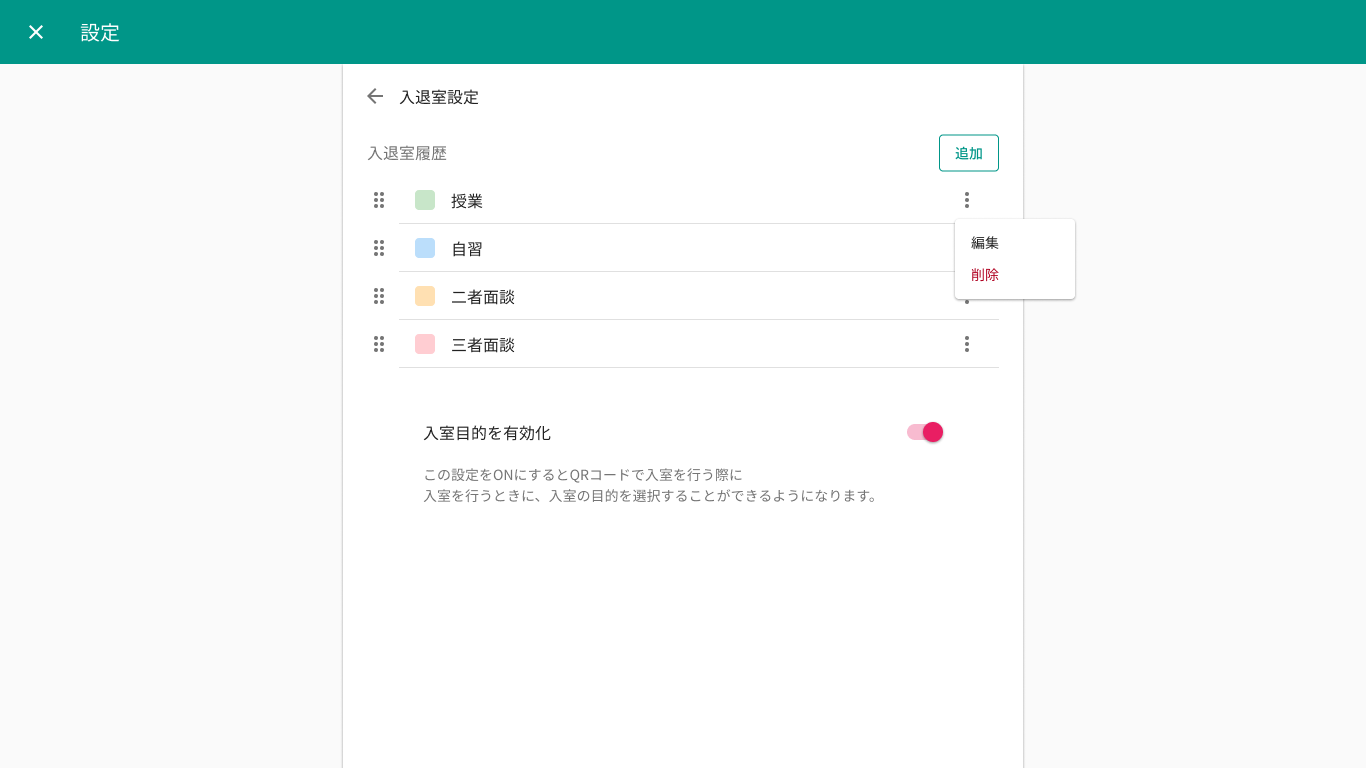 設定
入退室設定
入退室履歴
追加
授業
編集
自習
削除
二者面談
三者面談
入室目的を有効化
この設定をONにするとQRコードで入室を行う際に
入室を行うときに、入室の目的を選択することができるようになります。